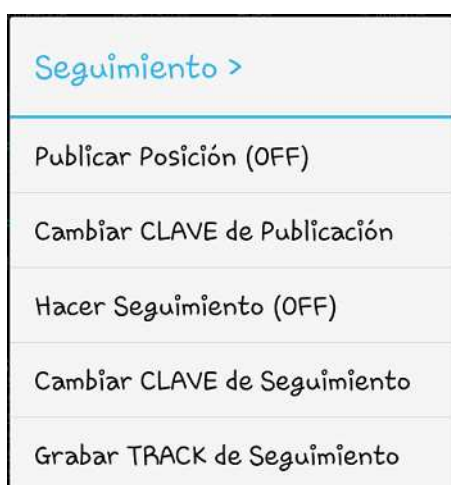 Seguimiento >
Publicar Posición (OFF)
Cambiar CLAVE de Publicación
Hacer Seguimiento (OFF)
Cambiar CLAVE de Seguimiento
Grabar TRACK de Seguimiento